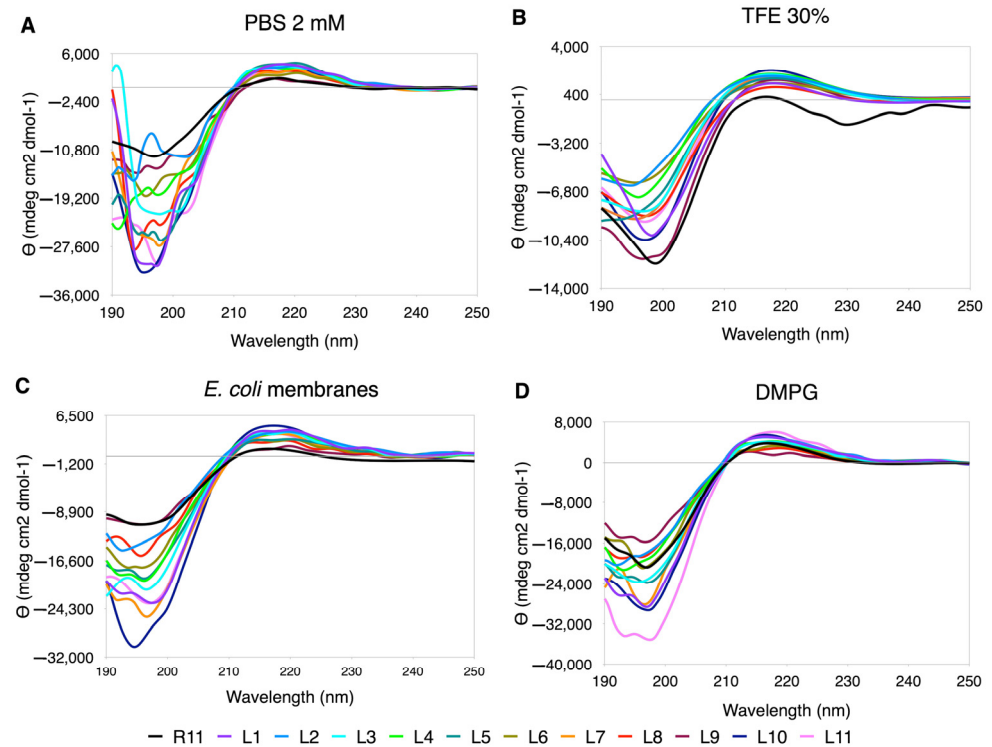 A
PBS 2 mM
6,000
—2,400
—10,800
—19,200
—27,600
—36,000
Θ (mdeg cm2 dmol-1)
190 200 210 220 230 240 250
Wavelength (nm)
B
TFE 30%
4,000
400
—3,200
—6,800
—10,400
—14,000
Θ (mdeg cm2 dmol-1)
190 200 210 220 230 240 250
Wavelength (nm)
C
E. coli membranes
6,500
—1,200
—8,900
—16,600
—24,300
—32,000
Θ (mdeg cm2 dmol-1)
190 200 210 220 230 240 250
Wavelength (nm)
D
DMPG
8,000
0
—8,000
—16,000
—24,000
—32,000
—40,000
Θ (mdeg cm2 dmol-1)
190 200 210 220 230 240 250
Wavelength (nm)
R11 L1 L2 L3 L4 L5 L6 L7 L8 L9 L10 L11